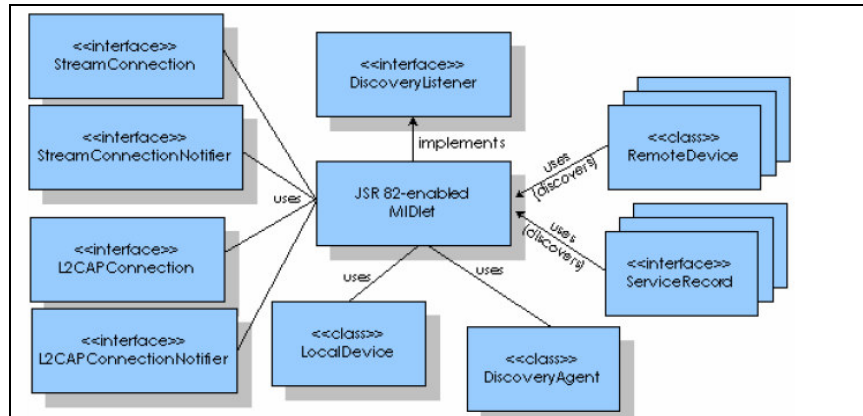 <<interface>>
StreamConnection
<<interface>>
StreamConnectionNotifier
uses
<<interface>>
L2CAPConnection
<<interface>>
L2CAPConnectionNotifier
<<interface>>
DiscoveryListener
implements
JSR 82-enabled
MIDlet
uses
(discovers)
<<class>>
RemoteDevice
uses
(discovers)
<<interface>>
ServiceRecord
uses
uses
<<class>>
LocalDevice
<<class>>
DiscoveryAgent